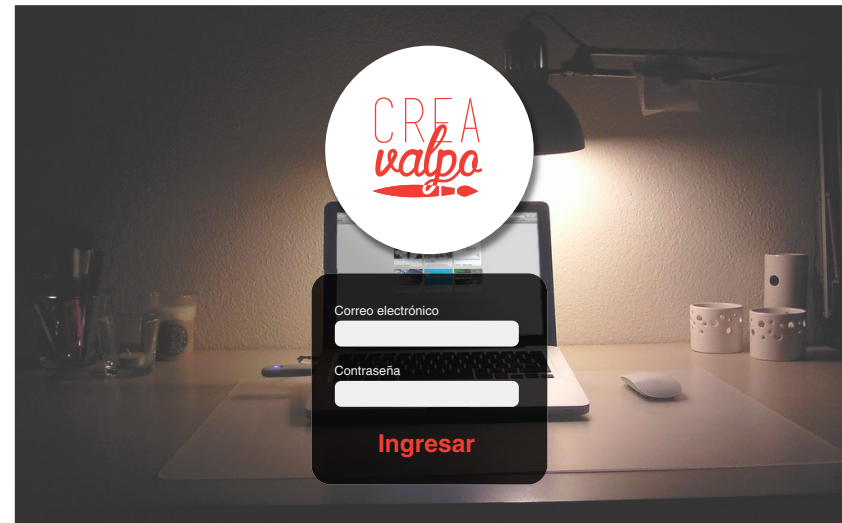 CREA
valpo
Correo electrónico
Contraseña
Ingresar